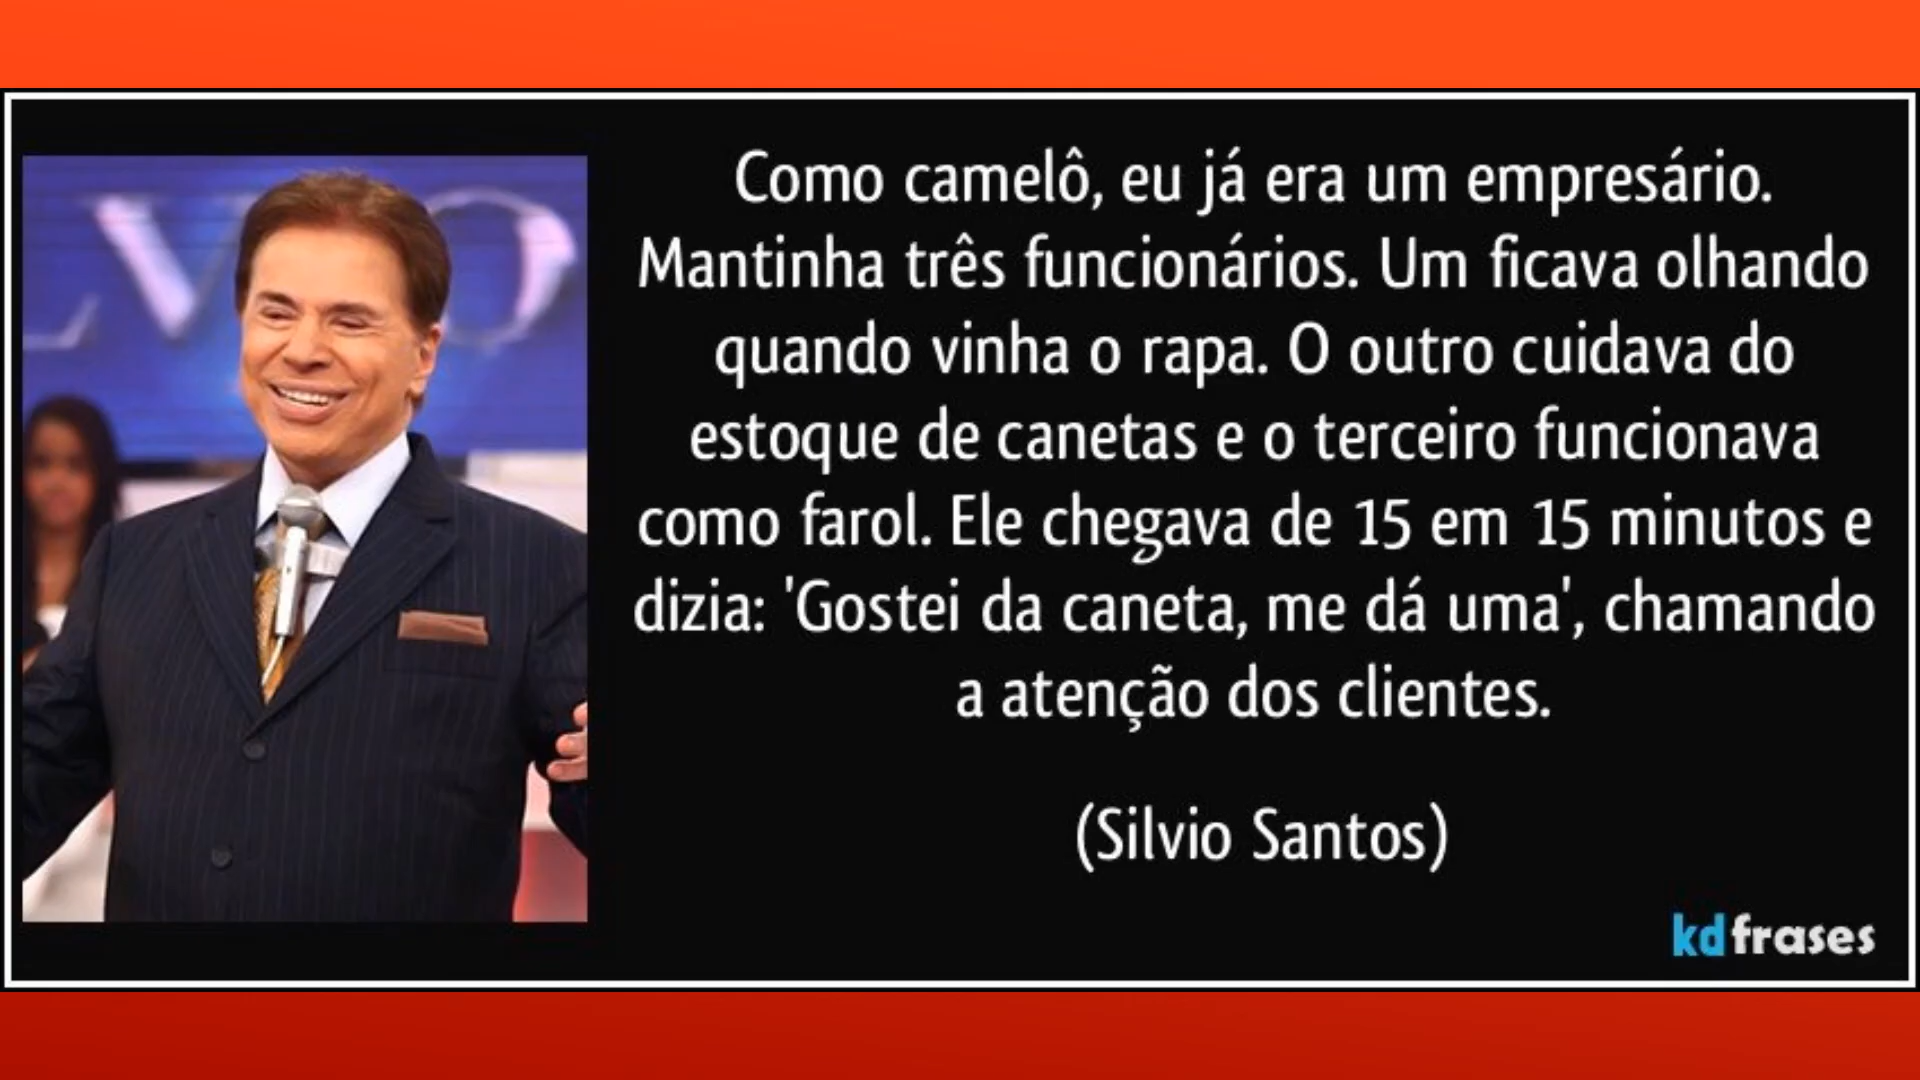 LVIO
Como camelô, eu já era um empresário.
Mantinha três funcionários. Um ficava olhando
quando vinha o rapa. O outro cuidava do
estoque de canetas e o terceiro funcionava
como farol. Ele chegava de 15 em 15 minutos e
dizia: 'Gostei da caneta, me dá uma', chamando
a atenção dos clientes.
(Silvio Santos)
kdfrases